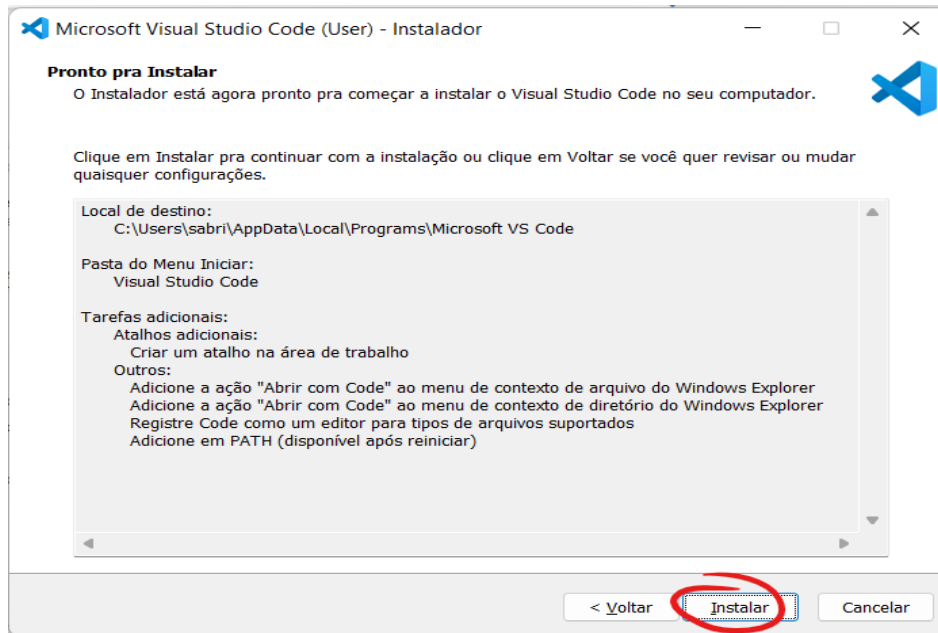 Microsoft Visual Studio Code (User) - Instalador
Pronto pra Instalar
O Instalador está agora pronto pra começar a instalar o Visual Studio Code no seu computador.
Clique em Instalar pra continuar com a instalação ou clique em Voltar se você quer revisar ou mudar
quaisquer configurações.
Local de destino:
C:\Users\sabri\AppData\Local\Programs\Microsoft VS Code
Pasta do Menu Iniciar:
Visual Studio Code
Tarefas adicionais:
Atalhos adicionais:
Criar um atalho na área de trabalho
Outros:
Adicione a ação "Abrir com Code" ao menu de contexto de arquivo do Windows Explorer
Adicione a ação "Abrir com Code" ao menu de contexto de diretório do Windows Explorer
Registre Code como um editor para tipos de arquivos suportados
Adicione em PATH (disponível após reiniciar)
< Voltar Instalar Cancelar